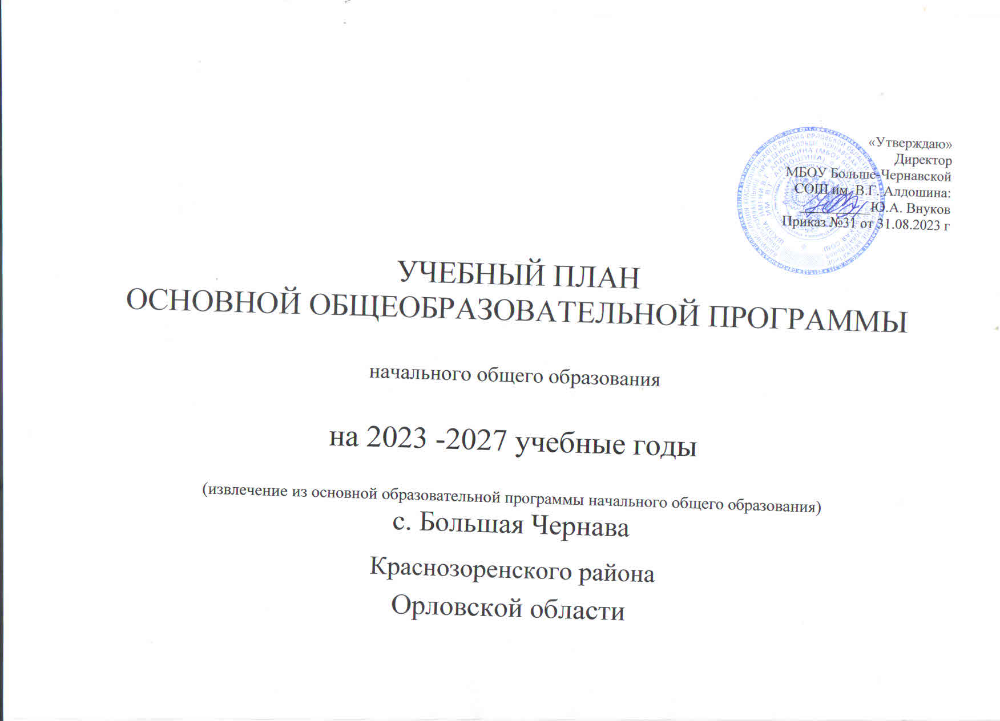 «Утверждаю»
Директор
МБОУ Больше-Чернавской
СОШ им. В.Г. Алдошина:
____________Ю.А. Внуков
Приказ №31 от 31.08.2023 г
УЧЕБНЫЙ ПЛАН
ОСНОВНОЙ ОБЩЕОБРАЗОВАТЕЛЬНОЙ ПРОГРАММЫ
начального общего образования
на 2023 -2027 учебные годы
(извлечение из основной образовательной программы начального общего образования)
с. Большая Чернава
Краснозоренского района
Орловской области